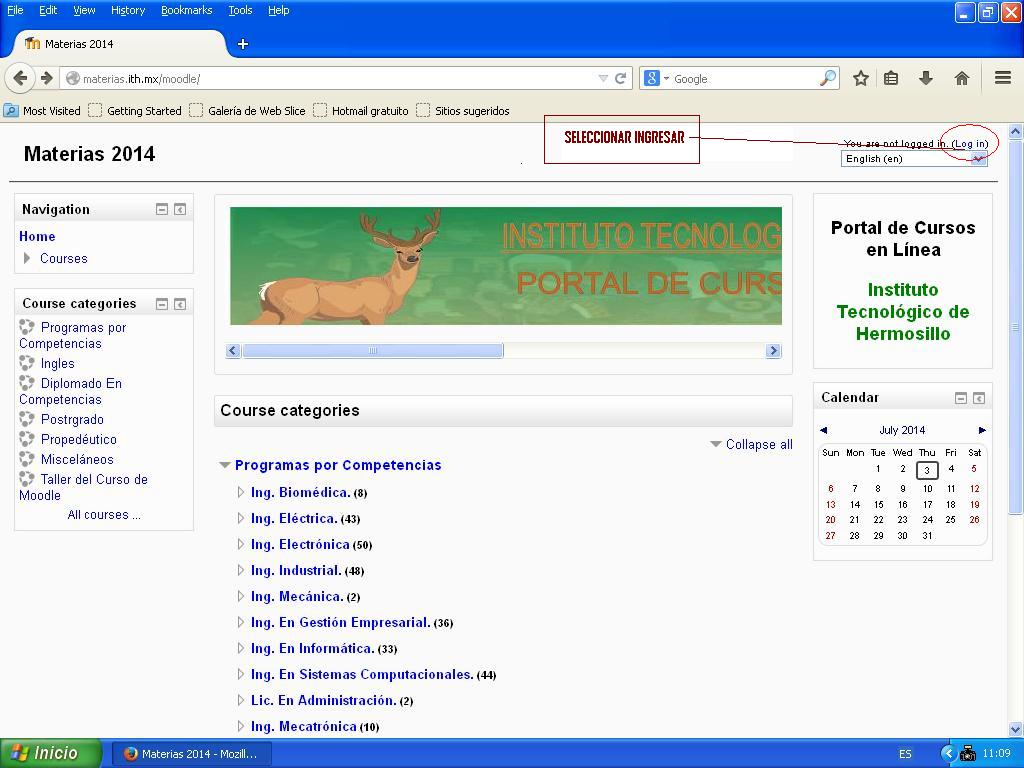 File Edit View History Bookmarks Tools Help
Materias 2014
materias.ith.mx/moodle/
Google
Most Visited Getting Started Galería de Web Slice Hotmail gratuito Sitios sugeridos
SELECCIONAR INGRESAR
You are not logged in. (Log in)
English (en)
Materias 2014
Navigation
Home
Courses
Course categories
Programas por
Competencias
Ingles
Diplomado En
Competencias
Postrgrado
Propedéutico
Misceláneos
Taller del Curso de
Moodle
All courses ...
INSTITUTO TECNOLOG
PORTAL DE CURS
Course categories
Collapse all
Programas por Competencias
Ing. Biomédica. (8)
Ing. Eléctrica. (43)
Ing. Electrónica (50)
Ing. Industrial. (48)
Ing. Mecánica. (2)
Ing. En Gestión Empresarial. (36)
Ing. En Informática. (33)
Ing. En Sistemas Computacionales. (44)
Lic. En Administración. (2)
Ing. Mecatrónica (10)
Portal de Cursos
en Línea
Instituto
Tecnológico de
Hermosillo
Calendar
July 2014
Sun Mon Tue Wed Thu Fri Sat
1 2 3 4 5
6 7 8 9 10 11 12
13 14 15 16 17 18 19
20 21 22 23 24 25 26
27 28 29 30 31
Inicio
Materias 2014 - Mozill...
ES
11:09